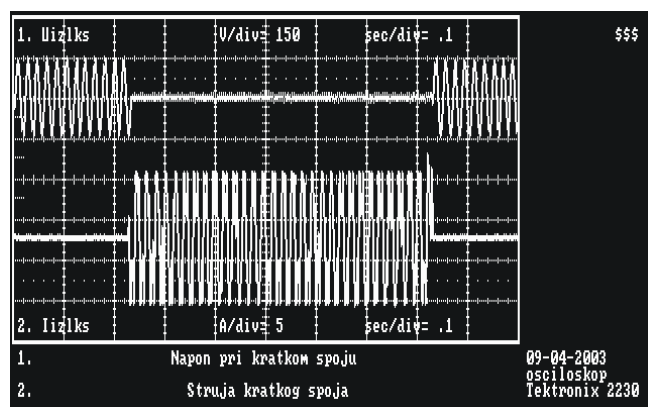 1. Uizlks V/div= 150 sec/div= .1
$$$
2. Iizlks A/div= 5 sec/div= .1
1. Napon pri kratkom spoju
2. Struja kratkog spoja
09-04-2003
osciloskop
Tektronix 2230